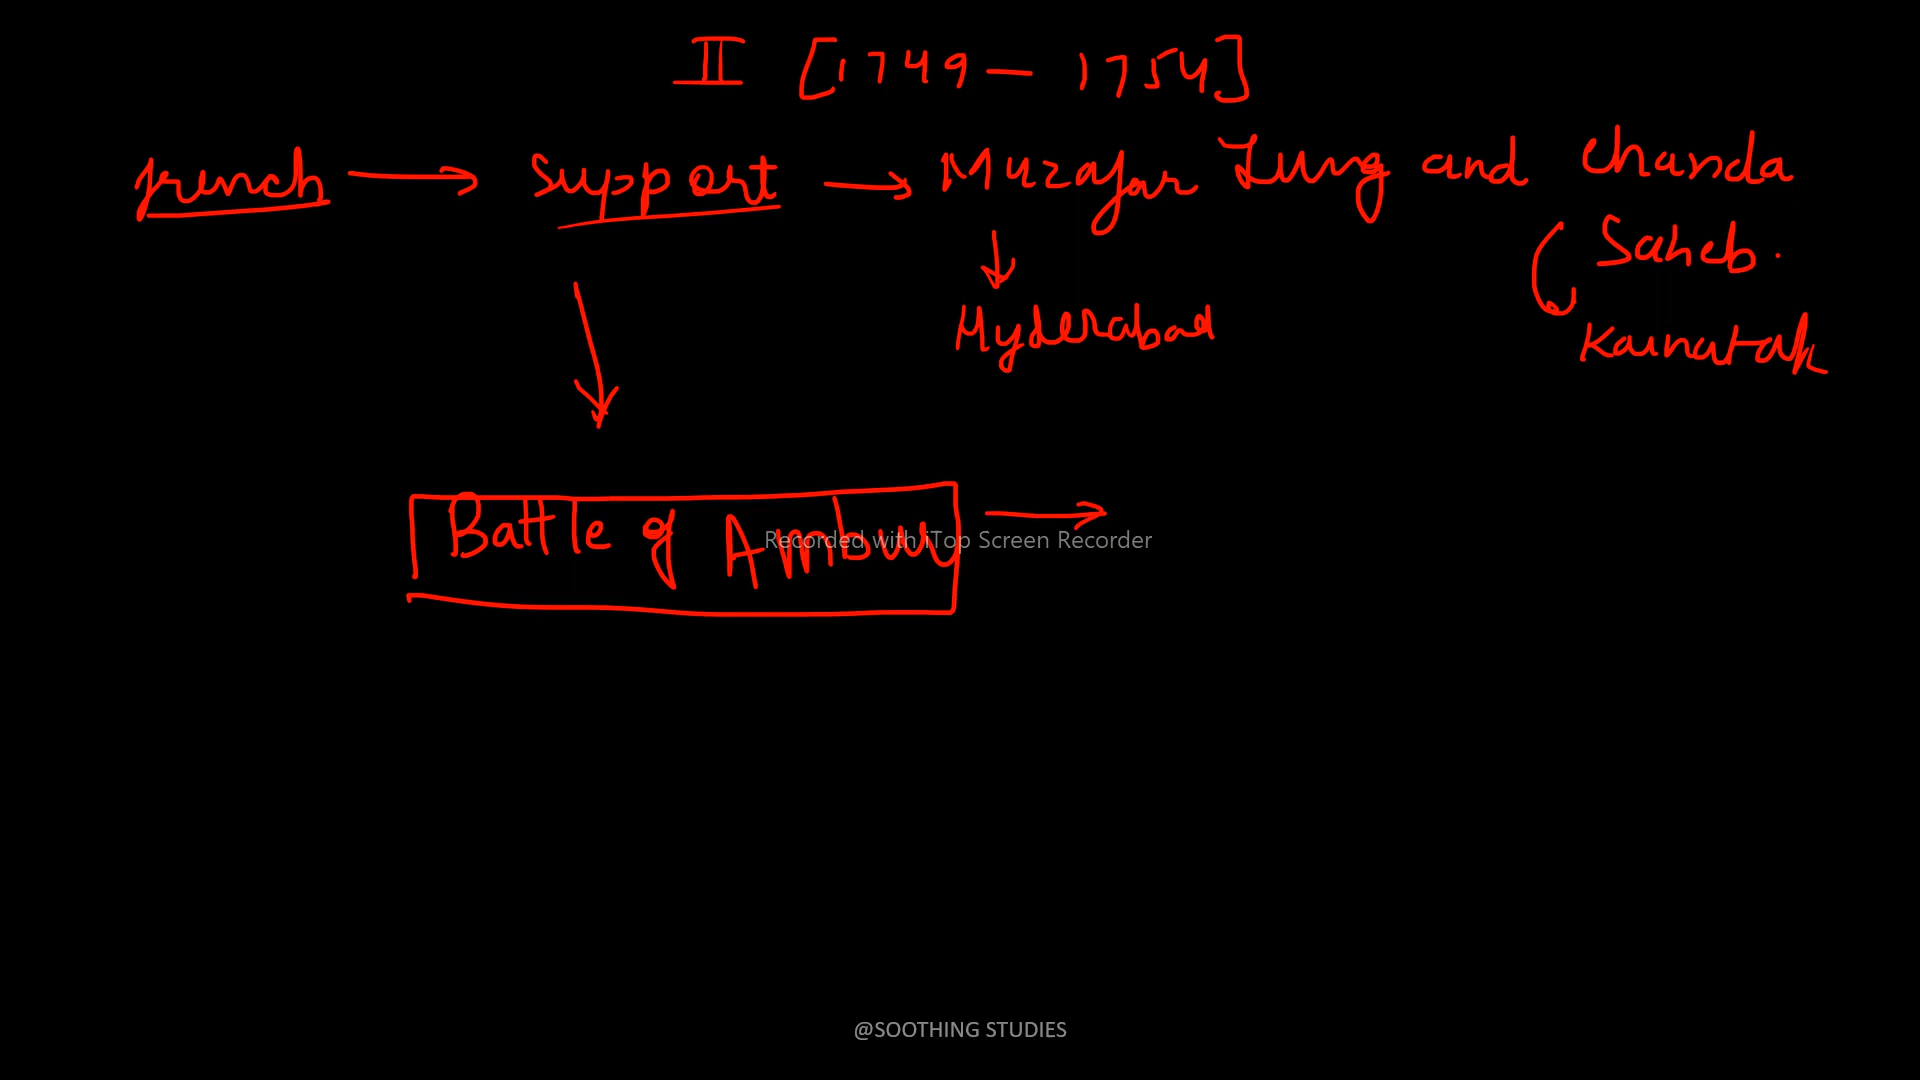 II [1749 - 1754]
french → support → Muzafar Jung and Chanda
Saheb.
Hyderabad
Karnatak
Battle of Ambur →
Recorded with iTop Screen Recorder
@SOOTHING STUDIES